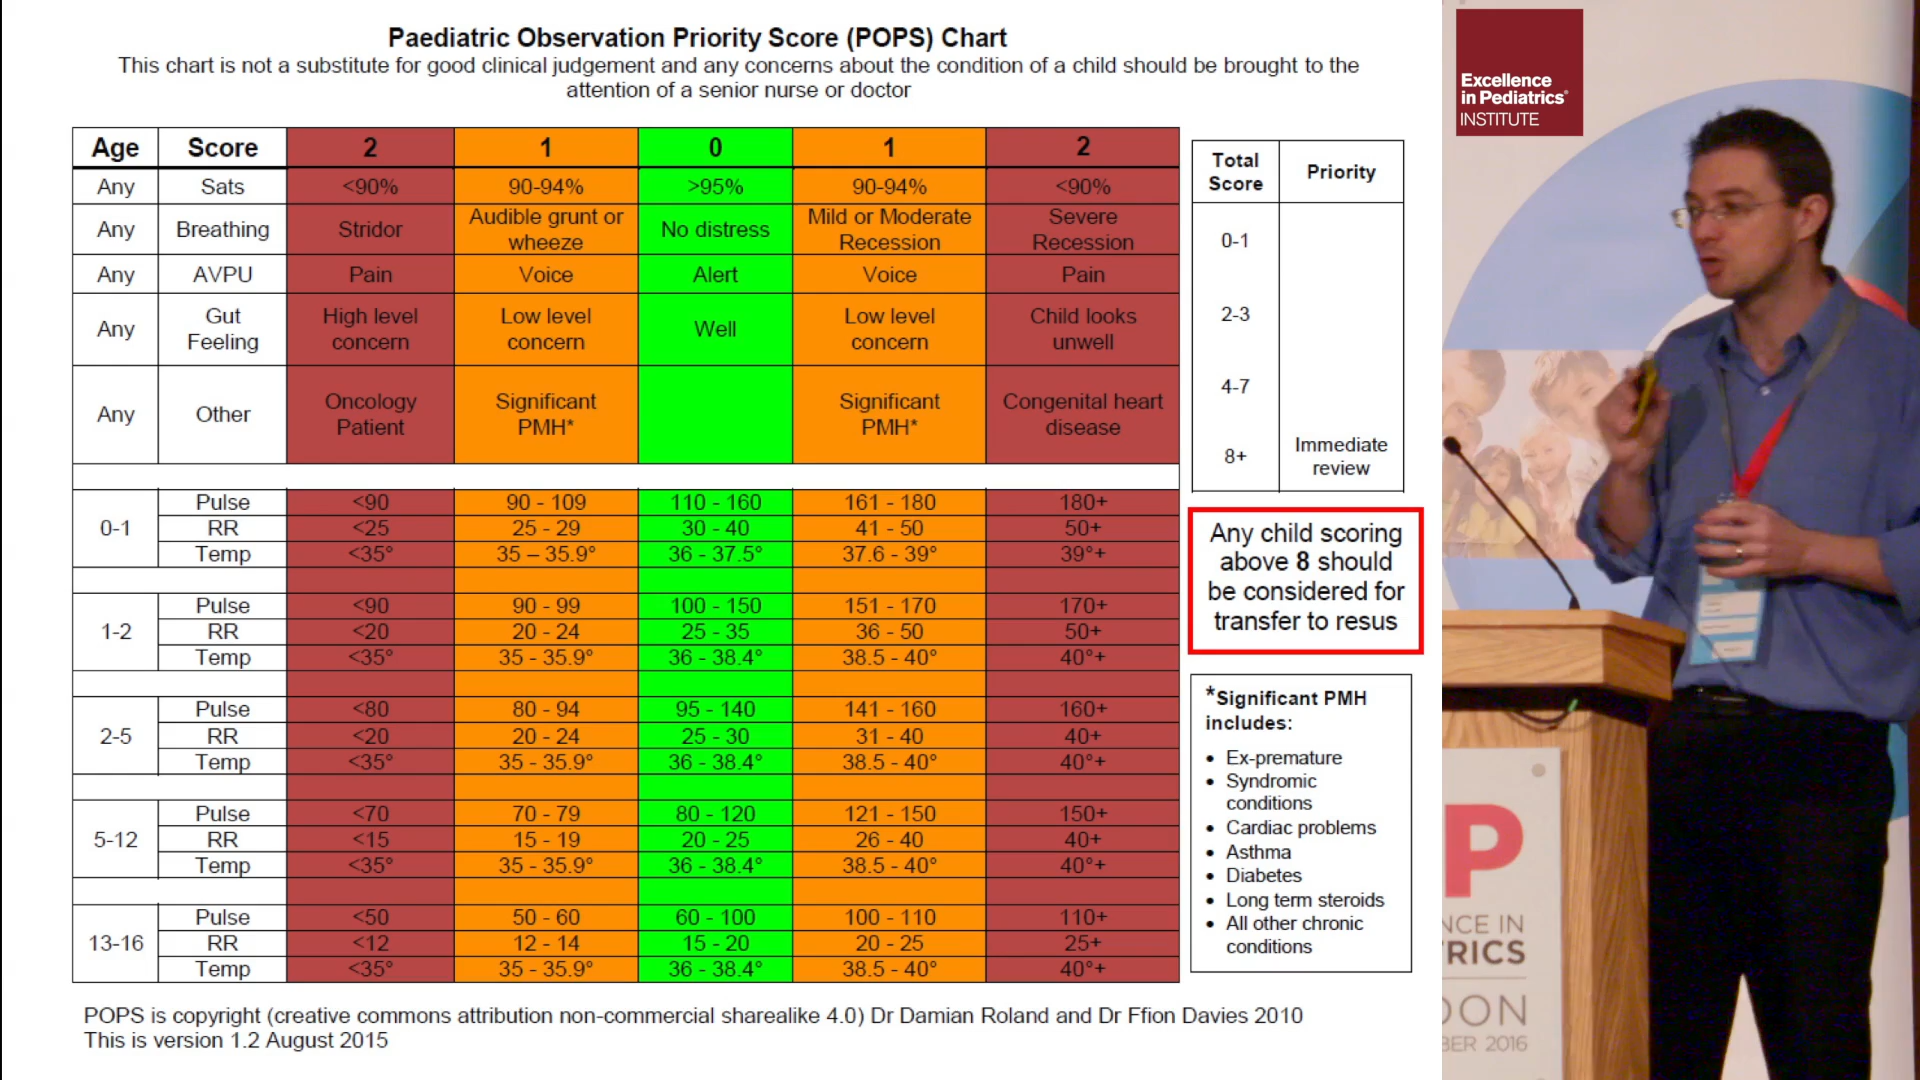 Paediatric Observation Priority Score (POPS) Chart
This chart is not a substitute for good clinical judgement and any concerns about the condition of a child should be brought to the
attention of a senior nurse or doctor
Age Score 2 1 0 1 2
Any Sats <90% 90-94% >95% 90-94% <90%
Any Breathing Stridor Audible grunt or wheeze No distress Mild or Moderate Recession Severe Recession
Any AVPU Pain Voice Alert Voice Pain
Any Gut Feeling High level concern Low level concern Well Low level concern Child looks unwell
Any Other Oncology Patient Significant PMH* Significant PMH* Congenital heart disease
0-1
Pulse <90 90 - 109 110 - 160 161 - 180 180+
RR <25 25 - 29 30 - 40 41 - 50 50+
Temp <35° 35 – 35.9° 36 - 37.5° 37.6 - 39° 39°+
1-2
Pulse <90 90 - 99 100 - 150 151 - 170 170+
RR <20 20 - 24 25 - 35 36 - 50 50+
Temp <35° 35 - 35.9° 36 - 38.4° 38.5 - 40° 40°+
2-5
Pulse <80 80 - 94 95 - 140 141 - 160 160+
RR <20 20 - 24 25 - 30 31 - 40 40+
Temp <35° 35 - 35.9° 36 - 38.4° 38.5 - 40° 40°+
5-12
Pulse <70 70 - 79 80 - 120 121 - 150 150+
RR <15 15 - 19 20 - 25 26 - 40 40+
Temp <35° 35 - 35.9° 36 - 38.4° 38.5 - 40° 40°+
13-16
Pulse <50 50 - 60 60 - 100 100 - 110 110+
RR <12 12 - 14 15 - 20 20 - 25 25+
Temp <35° 35 - 35.9° 36 - 38.4° 38.5 - 40° 40°+
Total Score Priority
0-1
2-3
4-7
8+ Immediate review
Any child scoring
above 8 should
be considered for
transfer to resus
*Significant PMH
includes:
• Ex-premature
• Syndromic
conditions
• Cardiac problems
• Asthma
• Diabetes
• Long term steroids
• All other chronic
conditions
POPS is copyright (creative commons attribution non-commercial sharealike 4.0) Dr Damian Roland and Dr Ffion Davies 2010
This is version 1.2 August 2015
Excellence
in Pediatrics®
INSTITUTE
P
NCE IN
TRICS
DON
BER 2016